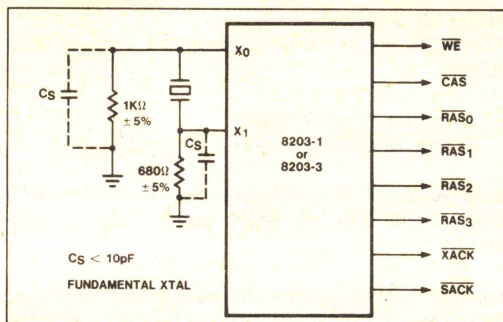 X0
WE
CAS
CS
1KΩ
±5%
X1
CS
8203-1
or
8203-3
RAS0
RAS1
680Ω
±5%
RAS2
RAS3
CS < 10pF
XACK
FUNDAMENTAL XTAL
SACK